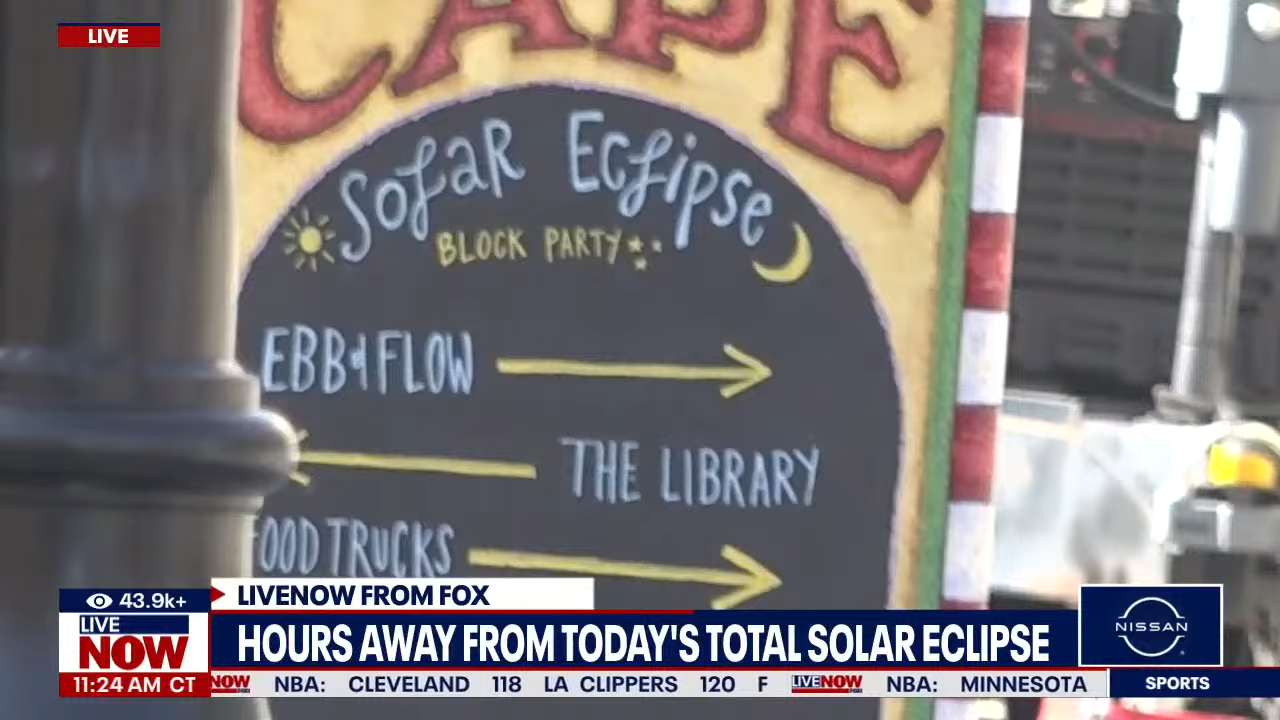 LIVE
CAPE
Solar Eclipse
BLOCK PARTY
EBB & FLOW
THE LIBRARY
FOOD TRUCKS
43.9k+
LIVENOW FROM FOX
LIVE
NOW
HOURS AWAY FROM TODAY'S TOTAL SOLAR ECLIPSE
NISSAN
11:24 AM CT
NOW NBA: CLEVELAND 118 LA CLIPPERS 120 F LIVENOW NBA: MINNESOTA
SPORTS